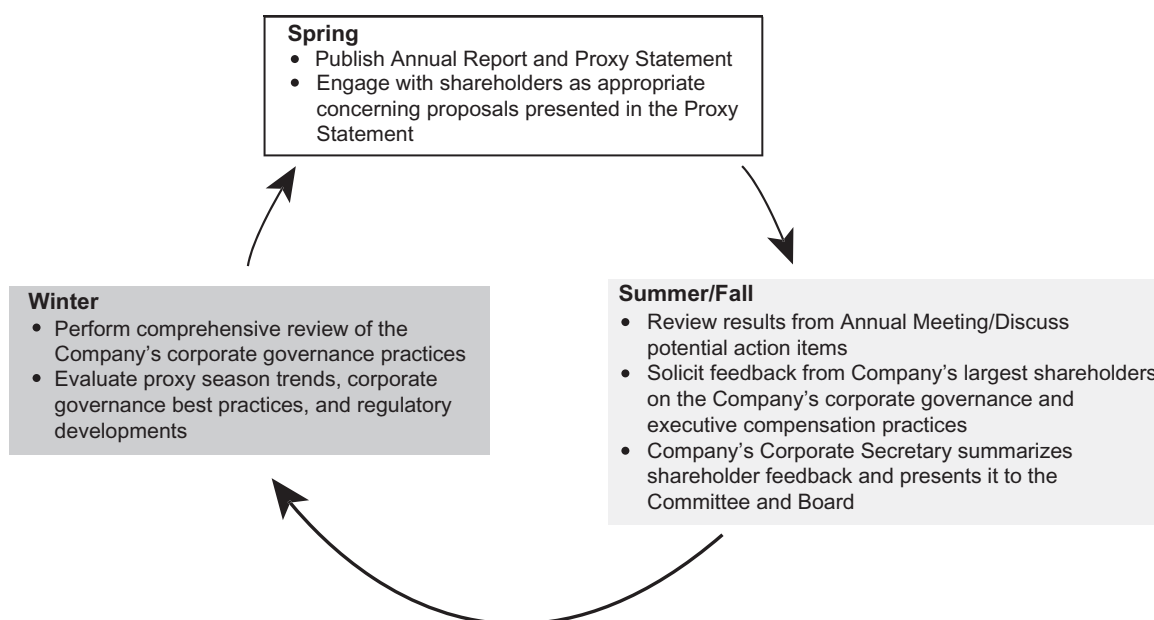 Spring
• Publish Annual Report and Proxy Statement
• Engage with shareholders as appropriate
concerning proposals presented in the Proxy
Statement
Winter
• Perform comprehensive review of the
Company’s corporate governance practices
• Evaluate proxy season trends, corporate
governance best practices, and regulatory
developments
Summer/Fall
• Review results from Annual Meeting/Discuss
potential action items
• Solicit feedback from Company’s largest shareholders
on the Company’s corporate governance and
executive compensation practices
• Company’s Corporate Secretary summarizes
shareholder feedback and presents it to the
Committee and Board